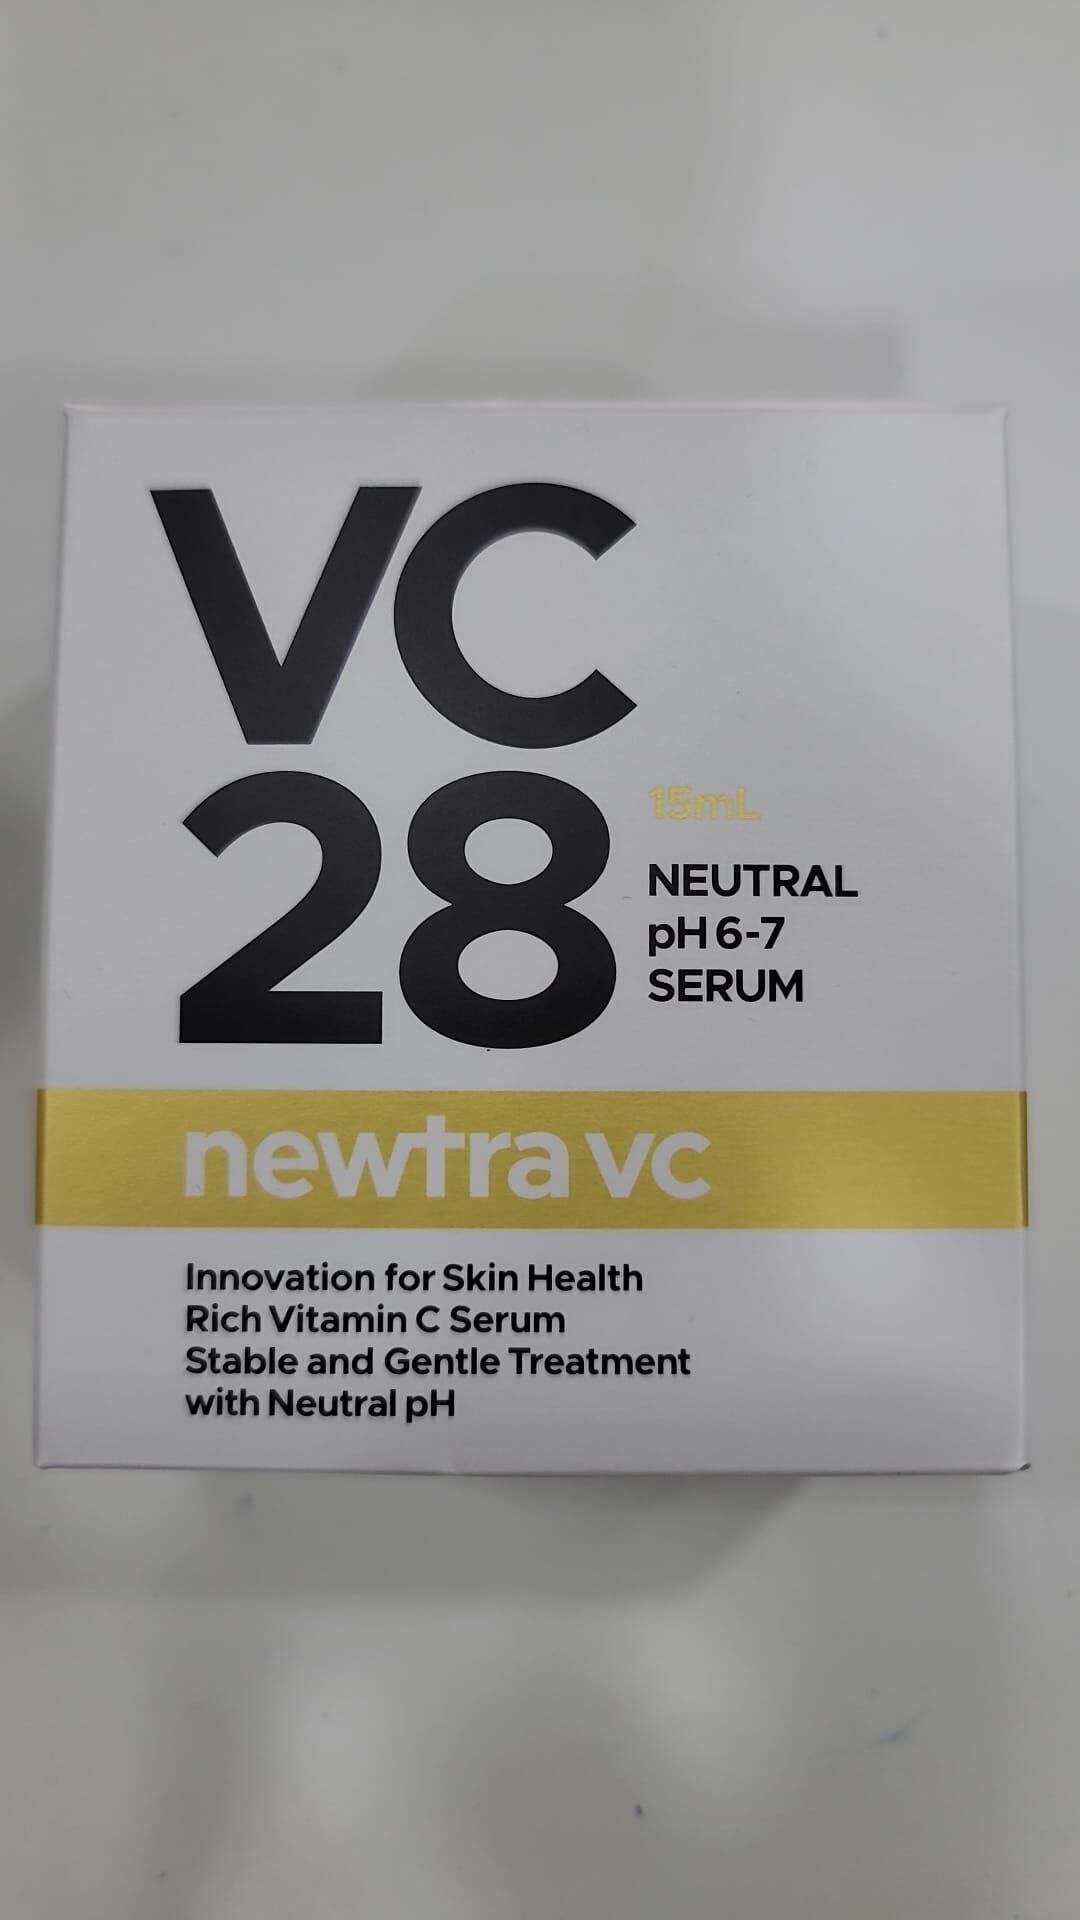 VC
28
15mL
NEUTRAL
pH 6-7
SERUM
newtra vc
Innovation for Skin Health
Rich Vitamin C Serum
Stable and Gentle Treatment
with Neutral pH